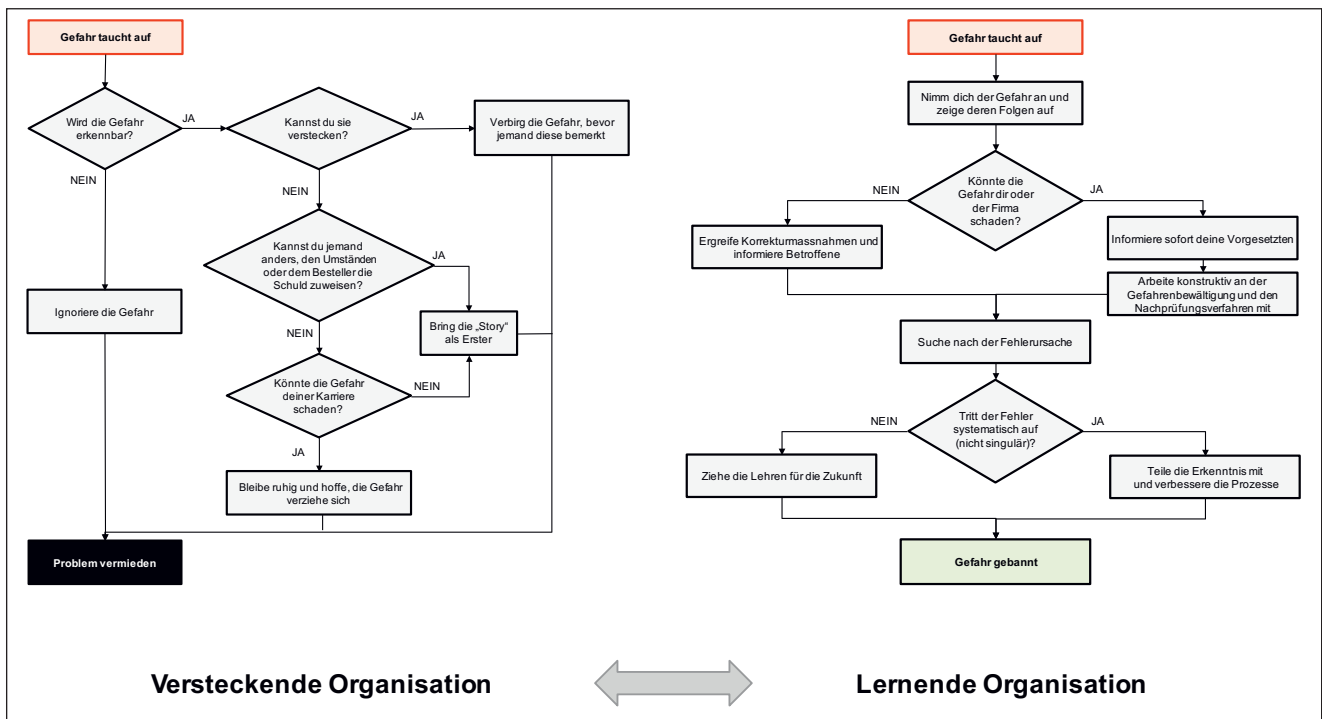 Gefahr taucht auf
Wird die Gefahr
erkennbar?
JA
Kannst du sie
verstecken?
JA
Verbirg die Gefahr, bevor
jemand diese bemerkt
NEIN
NEIN
Kannst du jemand
anders, den Umständen
oder dem Besteller die
Schuld zuweisen?
JA
Ignoriere die Gefahr
NEIN
Bring die „Story"
als Erster
Könnte die Gefahr
deiner Karriere
schaden?
NEIN
JA
Bleibe ruhig und hoffe, die Gefahr
verziehe sich
Problem vermieden
Versteckende Organisation
Gefahr taucht auf
Nimm dich der Gefahr an und
zeige deren Folgen auf
Könnte die
Gefahr dir oder
der Firma
schaden?
NEIN
JA
Ergreife Korrekturmassnahmen und
informiere Betroffene
Informiere sofort deine Vorgesetzten
Arbeite konstruktiv an der
Gefahrenbewältigung und den
Nachprüfungsverfahren mit
Suche nach der Fehlerursache
Tritt der Fehler
systematisch auf
(nicht singulär)?
NEIN
JA
Ziehe die Lehren für die Zukunft
Teile die Erkenntnis mit
und verbessere die Prozesse
Gefahr gebannt
Lernende Organisation